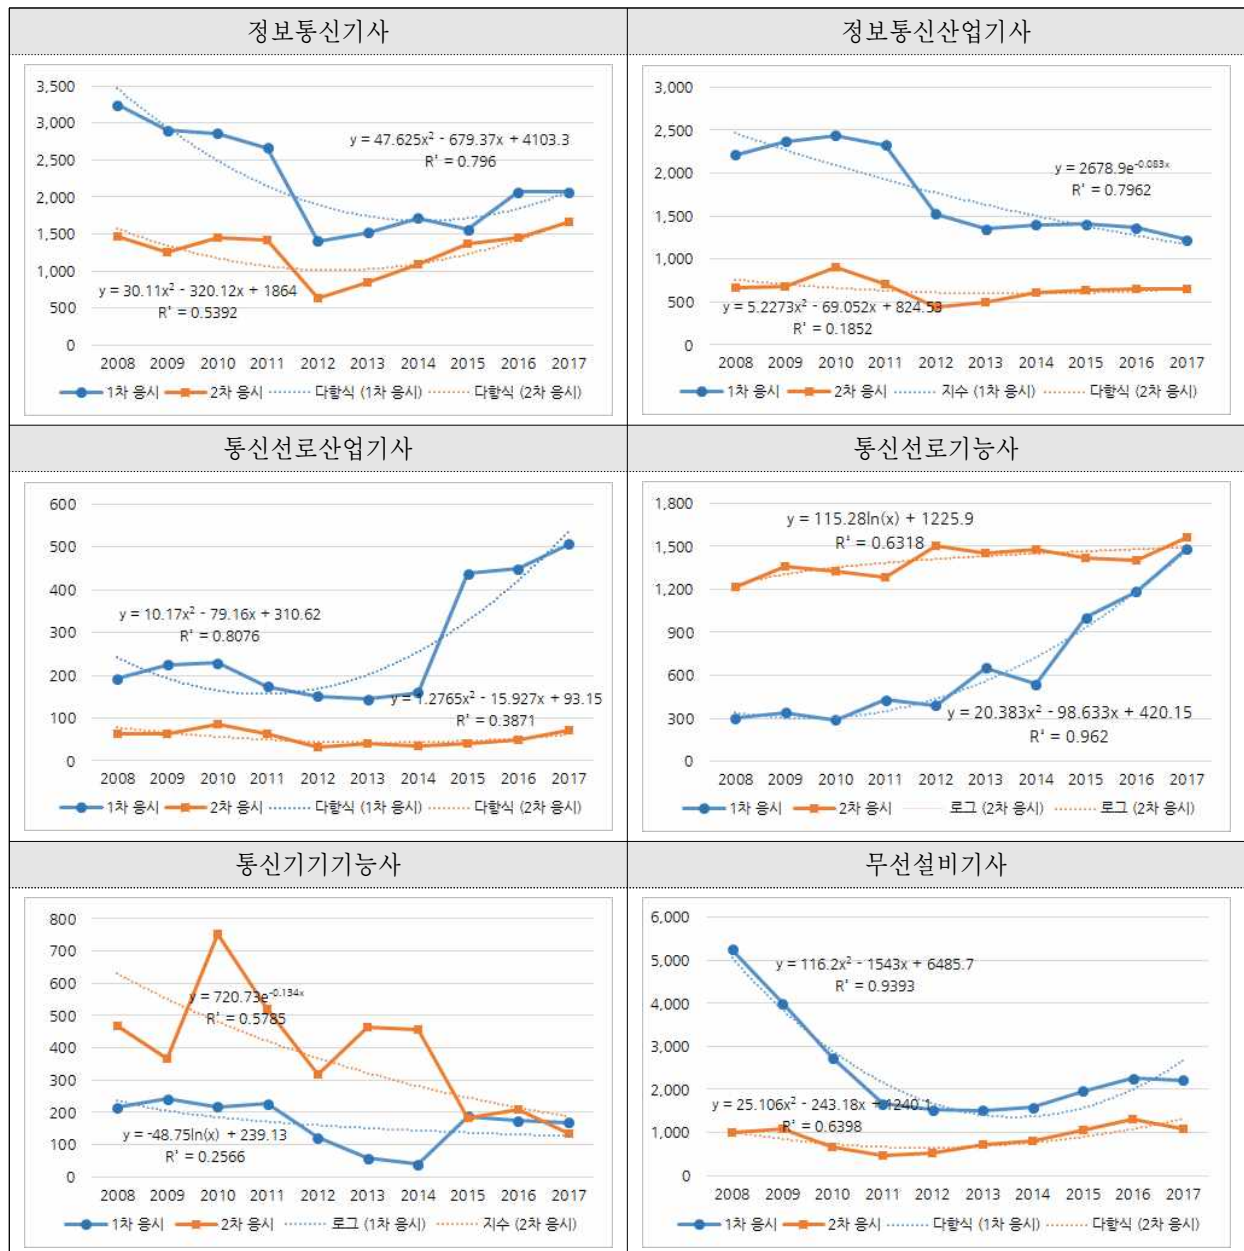 정보통신기사
정보통신산업기사
3,500
3,000
2,500
2,000
1,500
1,000
500
0
y = 47.625x² - 679.37x + 4103.3
R² = 0.796
y = 30.11x² - 320.12x + 1864
R² = 0.5392
2008 2009 2010 2011 2012 2013 2014 2015 2016 2017
1차 응시 2차 응시 다항식 (1차 응시) 다항식 (2차 응시)
3,000
2,500
2,000
1,500
1,000
500
0
y = 2678.9e^-0.083x
R² = 0.7962
y = 5.2273x² - 69.052x + 824.53
R² = 0.1852
2008 2009 2010 2011 2012 2013 2014 2015 2016 2017
1차 응시 2차 응시 지수 (1차 응시) 다항식 (2차 응시)
통신선로산업기사
통신선로기능사
600
500
400
300
200
100
0
y = 10.17x² - 79.16x + 310.62
R² = 0.8076
y = 1.2765x² - 15.927x + 93.15
R² = 0.3871
2008 2009 2010 2011 2012 2013 2014 2015 2016 2017
1차 응시 2차 응시 다항식 (1차 응시) 다항식 (2차 응시)
1,800
1,500
1,200
900
600
300
0
y = 115.28ln(x) + 1225.9
R² = 0.6318
y = 20.383x² - 98.633x + 420.15
R² = 0.962
2008 2009 2010 2011 2012 2013 2014 2015 2016 2017
1차 응시 2차 응시 로그 (2차 응시) 로그 (2차 응시)
통신기기기능사
무선설비기사
800
700
600
500
400
300
200
100
0
y = 720.73e^-0.134x
R² = 0.5785
y = -48.75ln(x) + 239.13
R² = 0.2566
2008 2009 2010 2011 2012 2013 2014 2015 2016 2017
1차 응시 2차 응시 로그 (1차 응시) 지수 (2차 응시)
6,000
5,000
4,000
3,000
2,000
1,000
0
y = 116.2x² - 1543x + 6485.7
R² = 0.9393
y = 25.106x² - 243.18x + 1240.1
R² = 0.6398
2008 2009 2010 2011 2012 2013 2014 2015 2016 2017
1차 응시 2차 응시 다항식 (1차 응시) 다항식 (2차 응시)